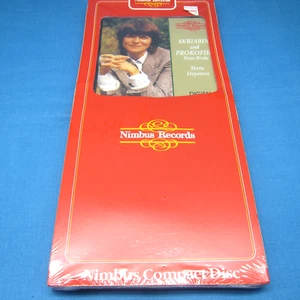 SKRIABIN
and
PROKOFIEV
Piano Works
Nimbus Records
Nimbus Compact Disc